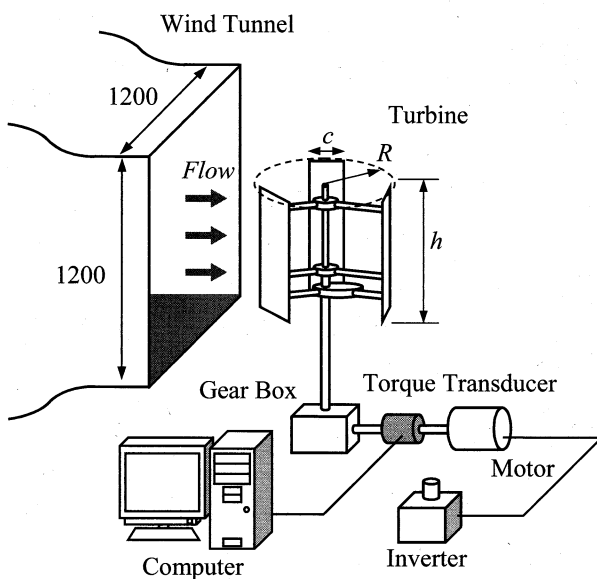 Wind Tunnel
1200
Turbine
c
R
Flow
h
1200
Gear Box
Torque Transducer
Motor
Computer
Inverter